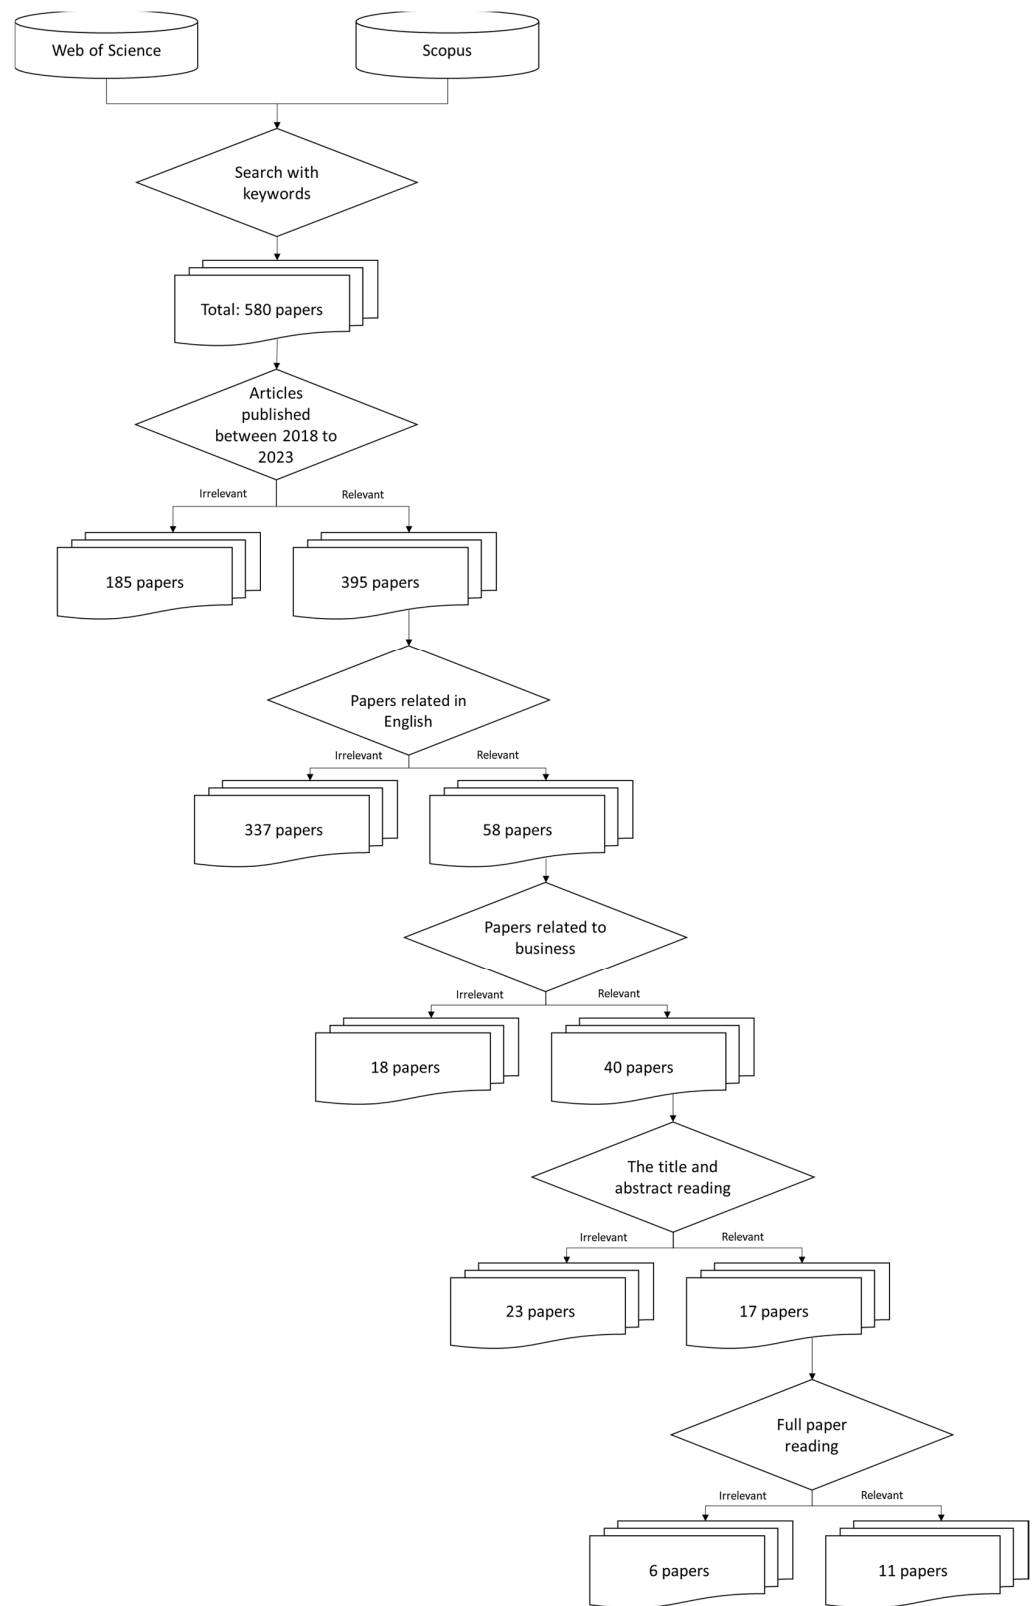 Web of Science
Scopus
Search with
keywords
Total: 580 papers
Articles
published
between 2018 to
2023
Irrelevant
Relevant
185 papers
395 papers
Papers related in
English
Irrelevant
Relevant
337 papers
58 papers
Papers related to
business
Irrelevant
Relevant
18 papers
40 papers
The title and
abstract reading
Irrelevant
Relevant
23 papers
17 papers
Full paper
reading
Irrelevant
Relevant
6 papers
11 papers